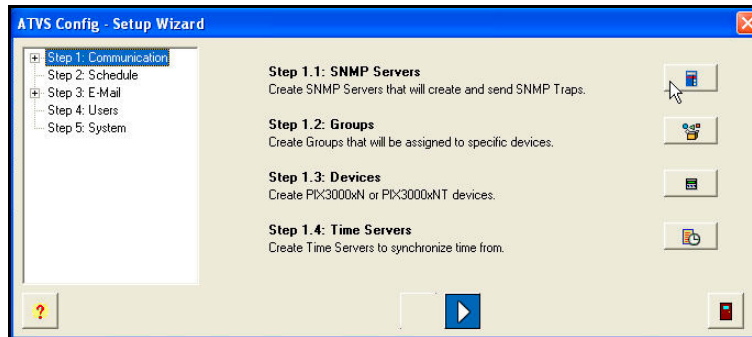 ATVS Config - Setup Wizard
Step 1: Communication
Step 2: Schedule
Step 3: E-Mail
Step 4: Users
Step 5: System
Step 1.1: SNMP Servers
Create SNMP Servers that will create and send SNMP Traps.
Step 1.2: Groups
Create Groups that will be assigned to specific devices.
Step 1.3: Devices
Create PIX3000xN or PIX3000xNT devices.
Step 1.4: Time Servers
Create Time Servers to synchronize time from.
?